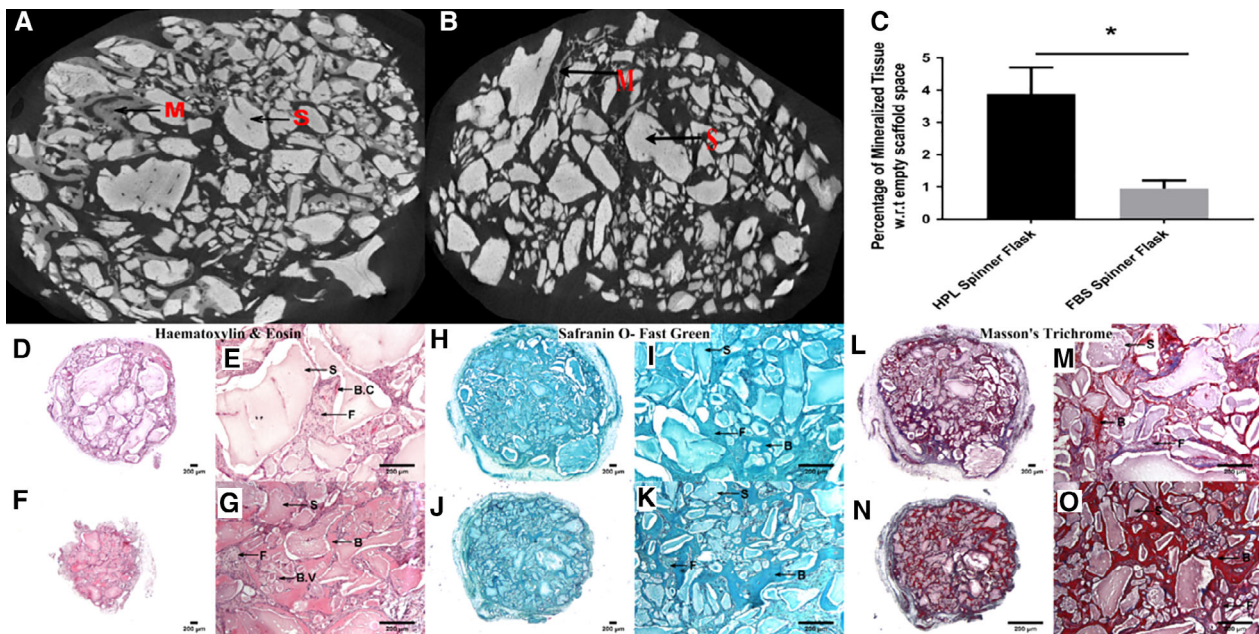 A
M
S
B
M
S
C
*
Percentage of Mineralized Tissue
w.r.t empty scaffold space
5
4
3
2
1
0
HPL Spinner Flask
FBS Spinner Flask
Haematoxylin & Eosin
D
200 µm
E
S
B.C
F
200 µm
F
200 µm
G
S
B
F
B.V
200 µm
Safranin O- Fast Green
H
200 µm
I
S
F
B
200 µm
J
200 µm
K
S
F
B
200 µm
Masson's Trichrome
L
200 µm
M
S
B
F
200 µm
N
200 µm
O
S
B
F
200 µm